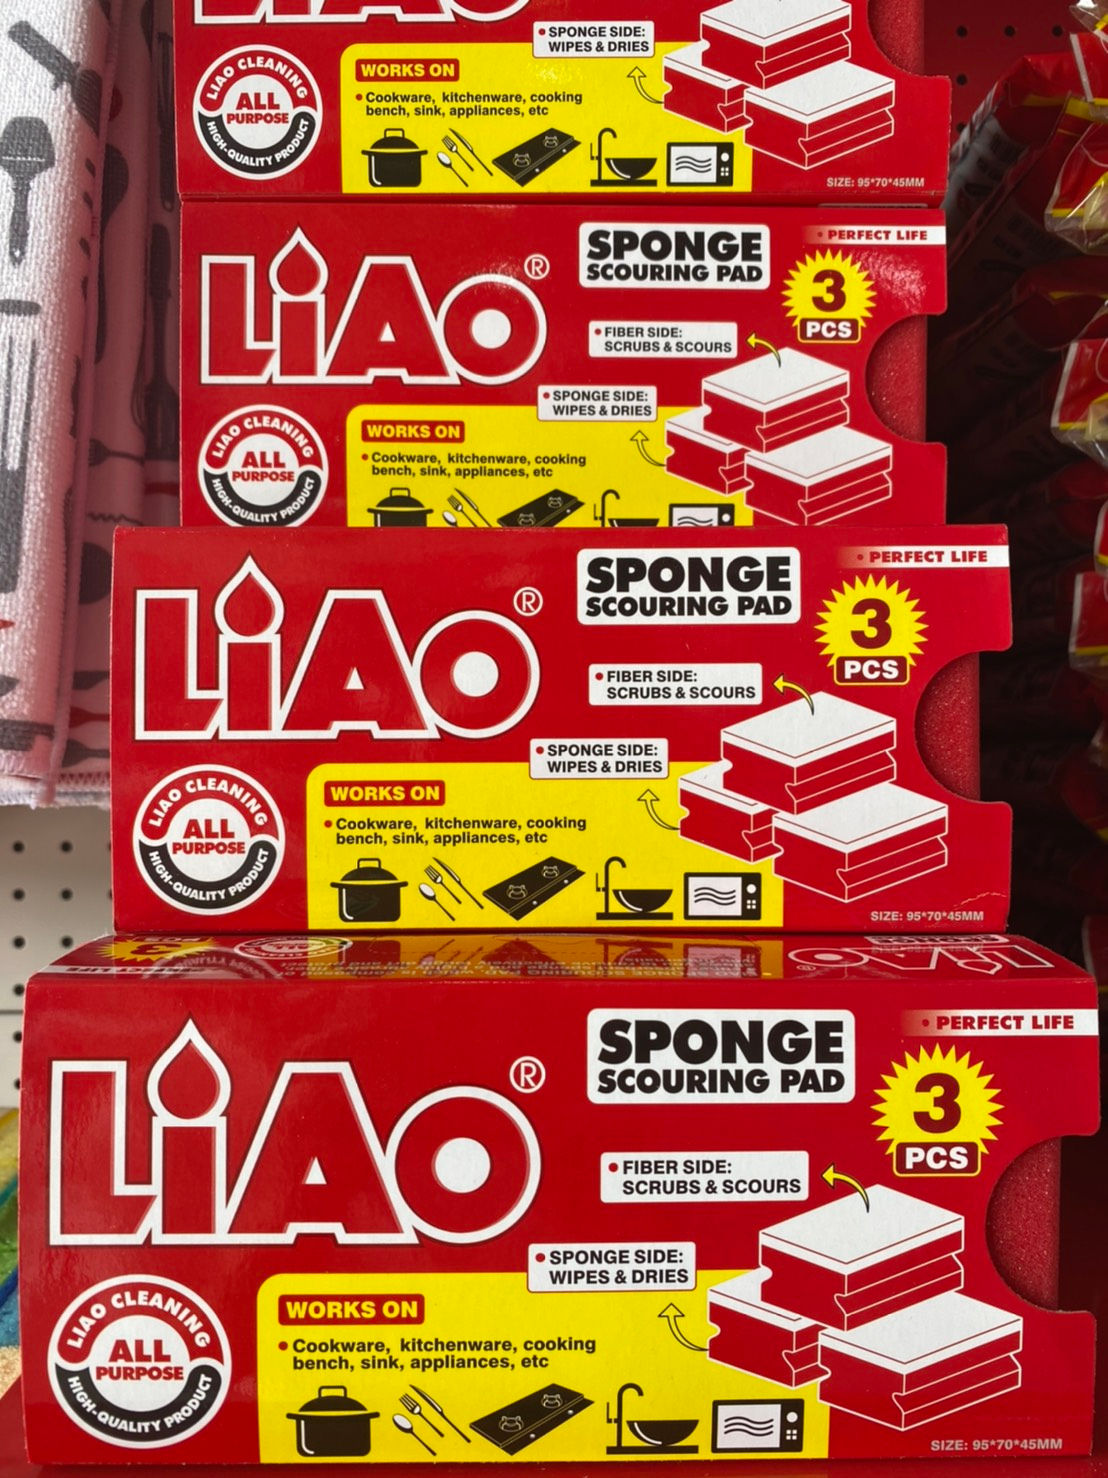 LiAO
SPONGE SIDE:
WIPES & DRIES
WORKS ON
• Cookware, kitchenware, cooking
bench, sink, appliances, etc
LIAO CLEANING
ALL
PURPOSE
HIGH-QUALITY PRODUCT
SIZE: 95*70*45MM
LiAO®
SPONGE
SCOURING PAD
• PERFECT LIFE
3
PCS
• FIBER SIDE:
SCRUBS & SCOURS
• SPONGE SIDE:
WIPES & DRIES
WORKS ON
• Cookware, kitchenware, cooking
bench, sink, appliances, etc
LIAO CLEANING
ALL
PURPOSE
HIGH-QUALITY PRODUCT
LiAO®
SPONGE
SCOURING PAD
• PERFECT LIFE
3
PCS
• FIBER SIDE:
SCRUBS & SCOURS
• SPONGE SIDE:
WIPES & DRIES
WORKS ON
• Cookware, kitchenware, cooking
bench, sink, appliances, etc
LIAO CLEANING
ALL
PURPOSE
HIGH-QUALITY PRODUCT
SIZE: 95*70*45MM
3
PCS
LiAO®
LiAO®
SPONGE
SCOURING PAD
• PERFECT LIFE
3
PCS
• FIBER SIDE:
SCRUBS & SCOURS
• SPONGE SIDE:
WIPES & DRIES
WORKS ON
• Cookware, kitchenware, cooking
bench, sink, appliances, etc
LIAO CLEANING
ALL
PURPOSE
HIGH-QUALITY PRODUCT
SIZE: 95*70*45MM